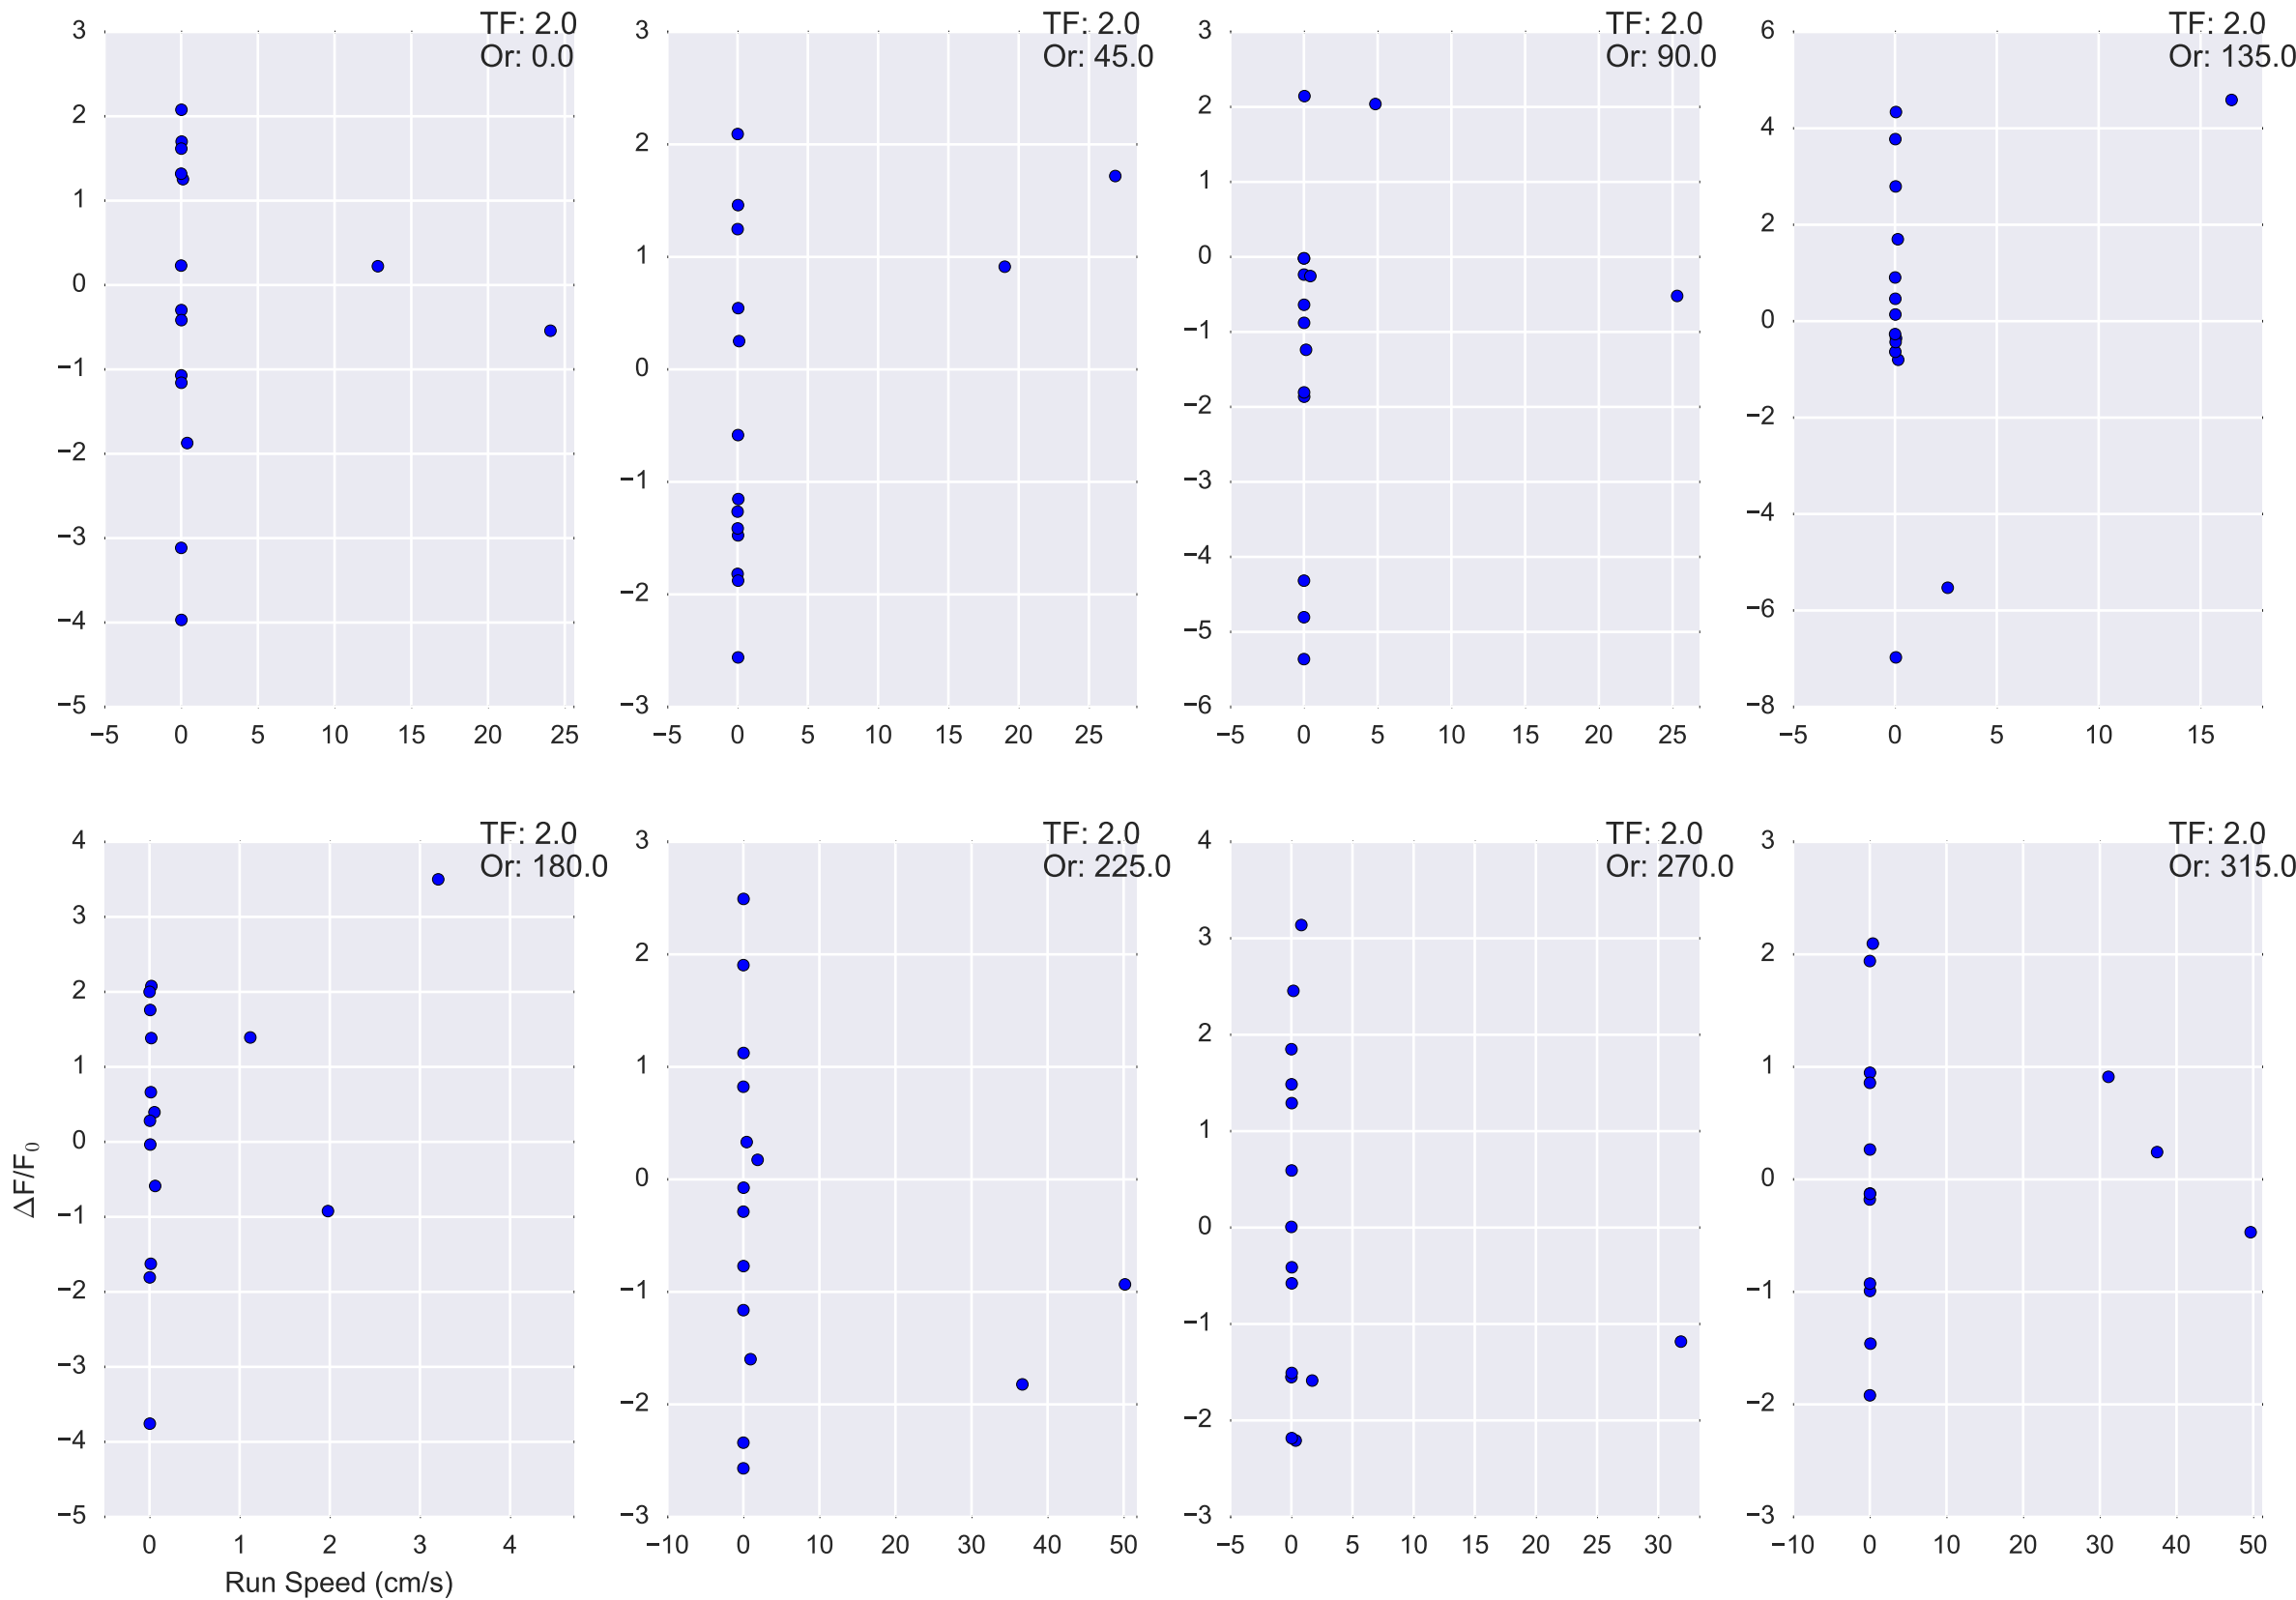 TF: 2.0
Or: 0.0
3
2
1
0
−1
−2
−3
−4
−5
−5 0 5 10 15 20 25
TF: 2.0
Or: 45.0
3
2
1
0
−1
−2
−3
−5 0 5 10 15 20 25
TF: 2.0
Or: 90.0
3
2
1
0
−1
−2
−3
−4
−5
−6
−5 0 5 10 15 20 25
TF: 2.0
Or: 135.0
6
4
2
0
−2
−4
−6
−8
−5 0 5 10 15
TF: 2.0
Or: 180.0
4
3
2
1
0
−1
−2
−3
−4
−5
0 1 2 3 4
ΔF/F₀
Run Speed (cm/s)
TF: 2.0
Or: 225.0
3
2
1
0
−1
−2
−3
−10 0 10 20 30 40 50
TF: 2.0
Or: 270.0
4
3
2
1
0
−1
−2
−3
−5 0 5 10 15 20 25 30
TF: 2.0
Or: 315.0
3
2
1
0
−1
−2
−3
−10 0 10 20 30 40 50